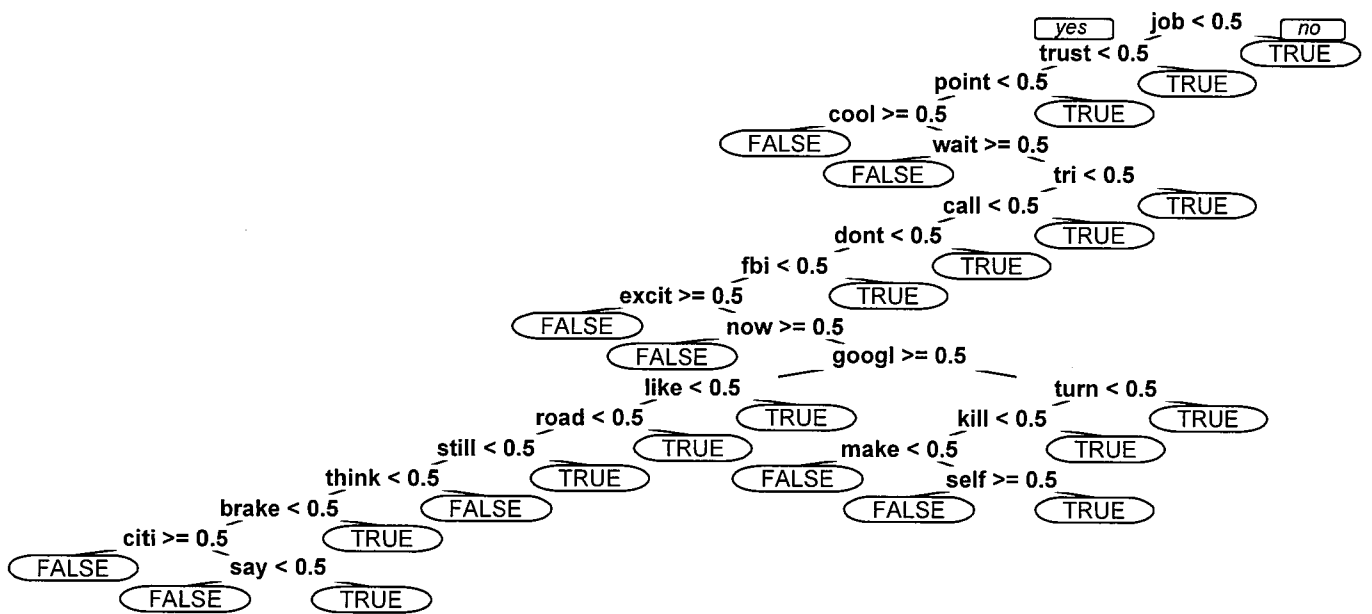 yes job < 0.5 no
trust < 0.5 TRUE
point < 0.5 TRUE
cool >= 0.5 TRUE
FALSE wait >= 0.5
FALSE tri < 0.5
call < 0.5 TRUE
dont < 0.5 TRUE
fbi < 0.5 TRUE
excit >= 0.5 TRUE
FALSE now >= 0.5
FALSE googl >= 0.5
like < 0.5 turn < 0.5
road < 0.5 TRUE kill < 0.5 TRUE
still < 0.5 TRUE make < 0.5 TRUE
think < 0.5 TRUE FALSE self >= 0.5
brake < 0.5 FALSE FALSE TRUE
citi >= 0.5 TRUE
FALSE say < 0.5
FALSE TRUE